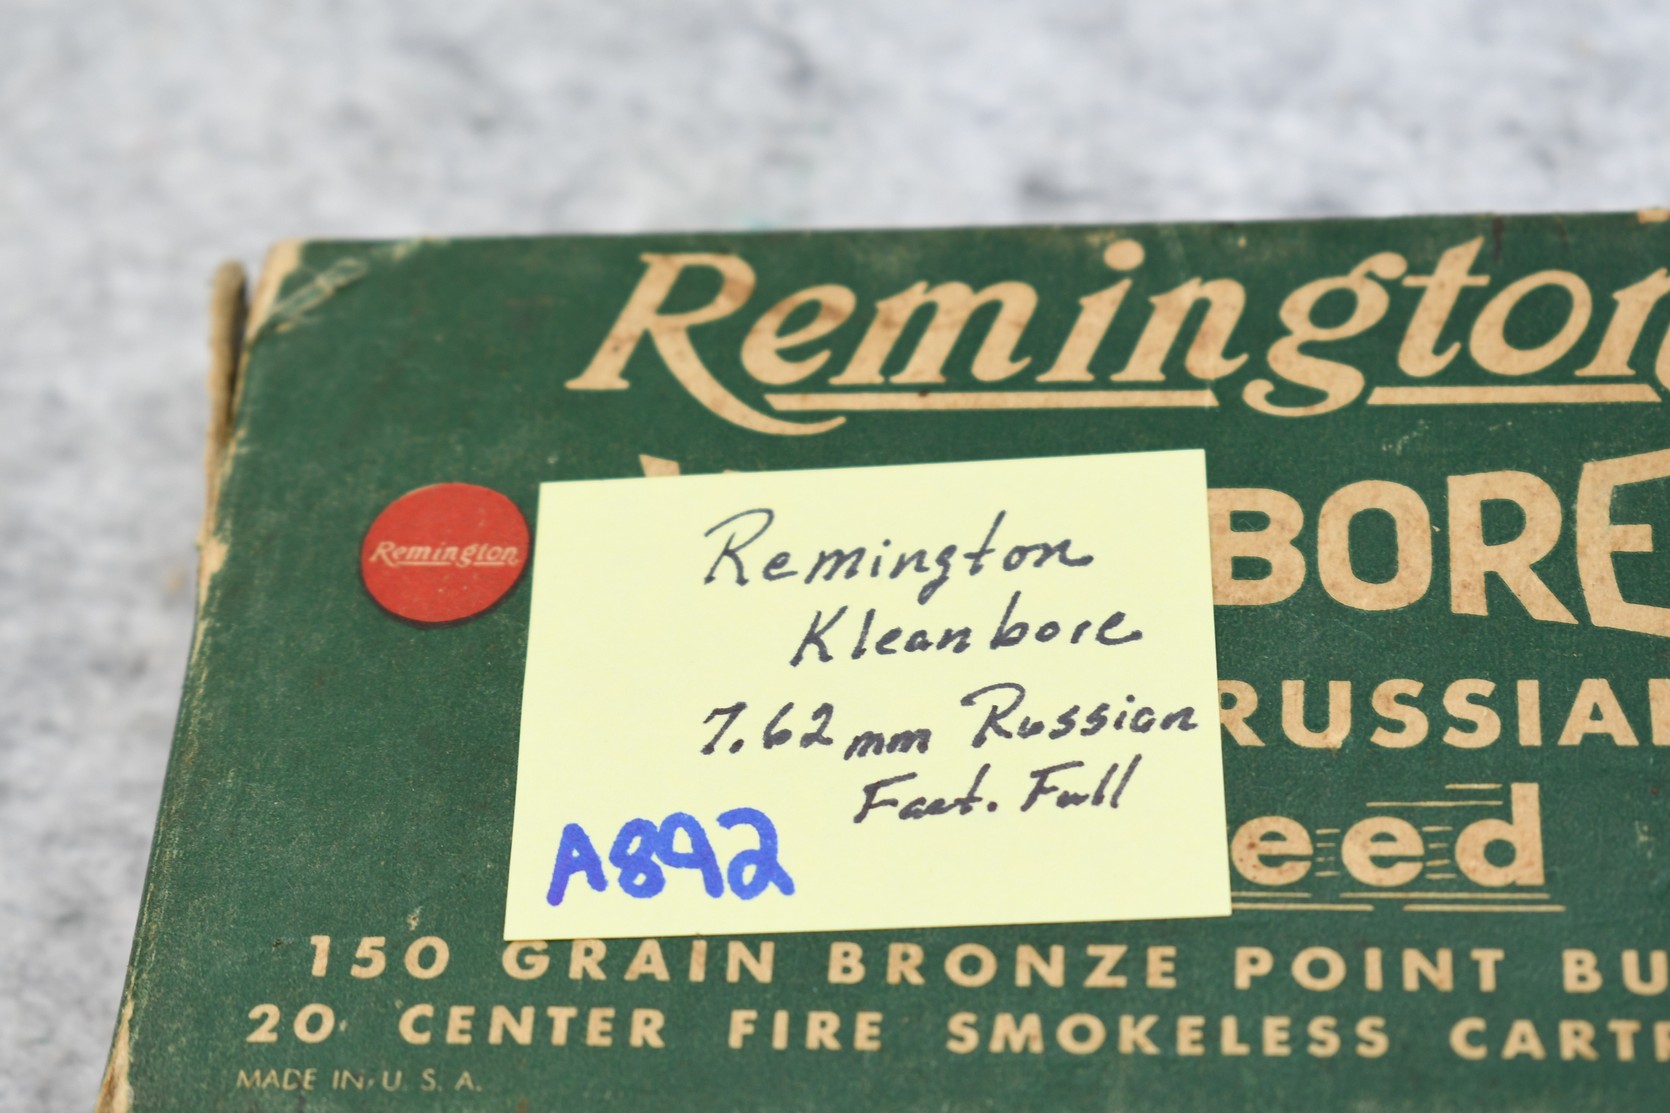 Remington
Remington
BORE
RUSSIA
eed
Remington
Kleanbore
7.62mm Russian
Fact. Full
A892
150 GRAIN BRONZE POINT BU
20 CENTER FIRE SMOKELESS CART
MADE IN U. S. A.